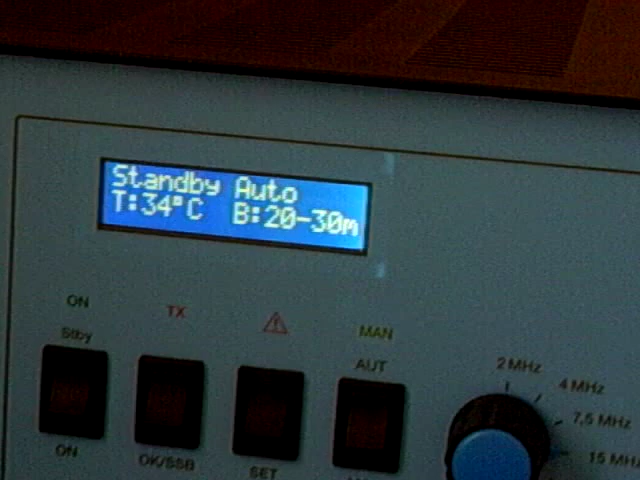 Standby Auto
T:34°C B:20-30m
ON TX MAN
Stby AUT
2 MHz
4 MHz
7,5 MHz
15 MHz
ON OK/SSB SET